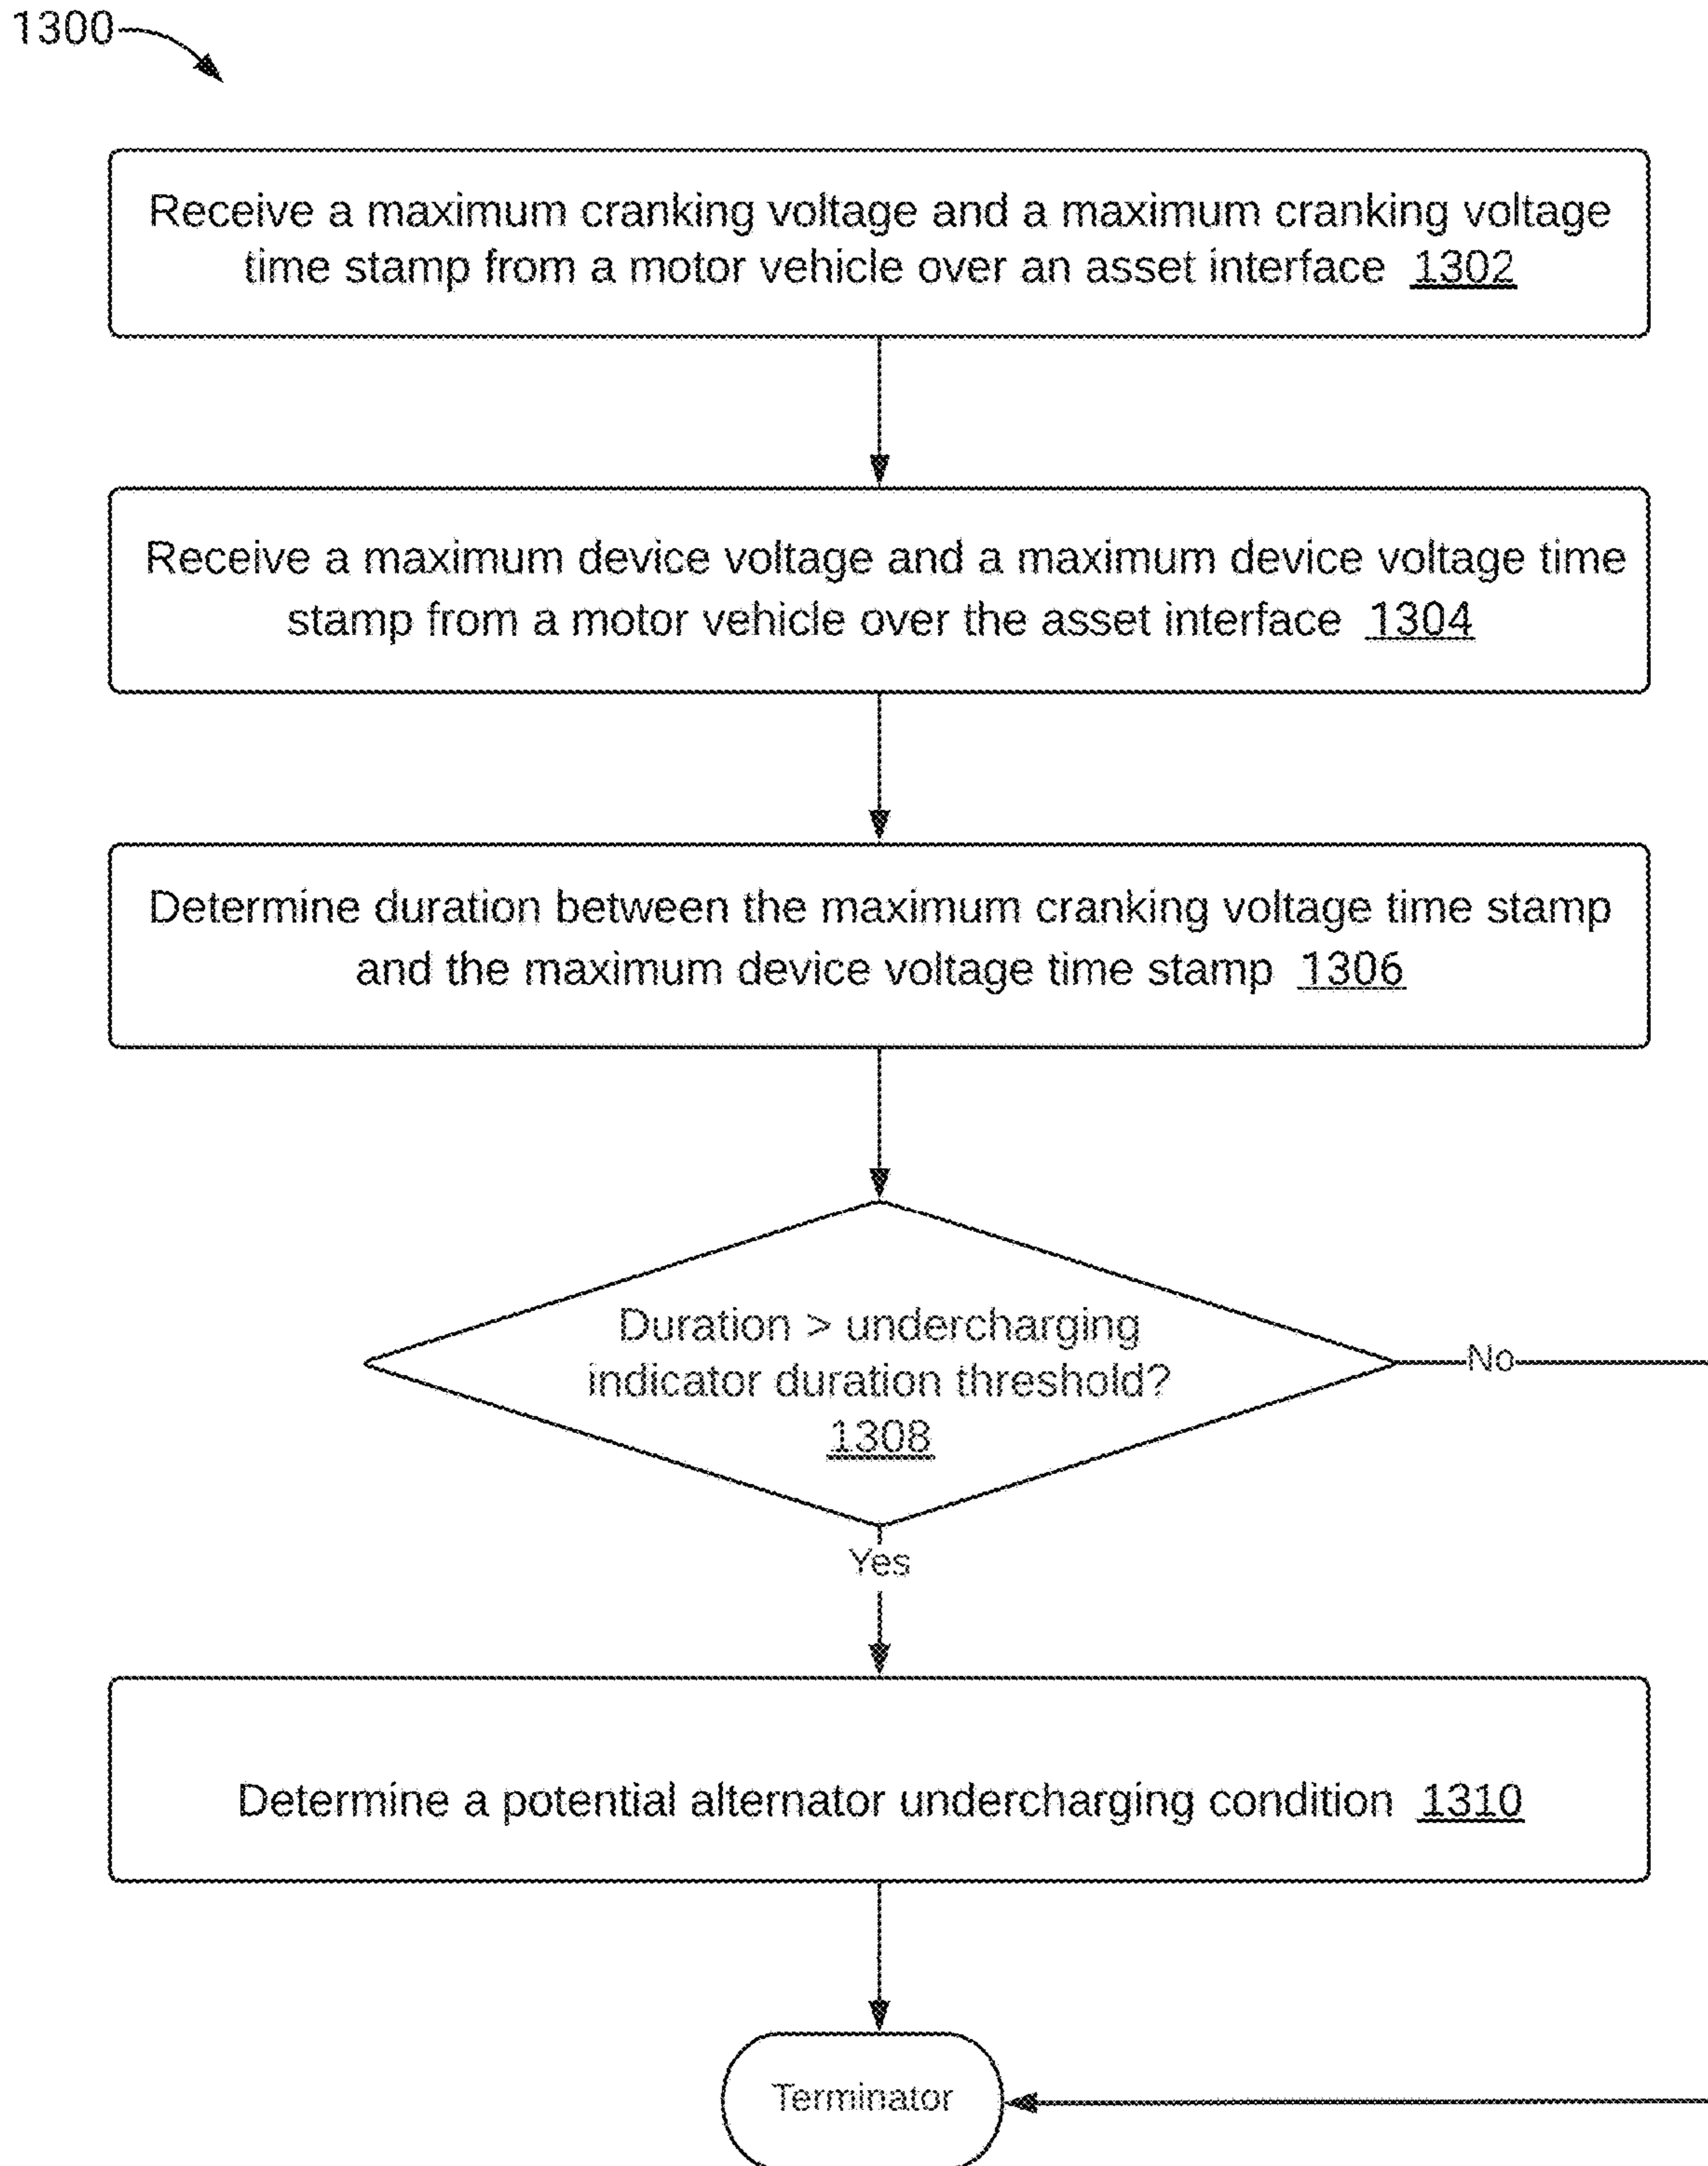 1300
Receive a maximum cranking voltage and a maximum cranking voltage
time stamp from a motor vehicle over an asset interface 1302
Receive a maximum device voltage and a maximum device voltage time
stamp from a motor vehicle over the asset interface 1304
Determine duration between the maximum cranking voltage time stamp
and the maximum device voltage time stamp 1306
Duration > undercharging
indicator duration threshold?
1308
No
Yes
Determine a potential alternator undercharging condition 1310
Terminator